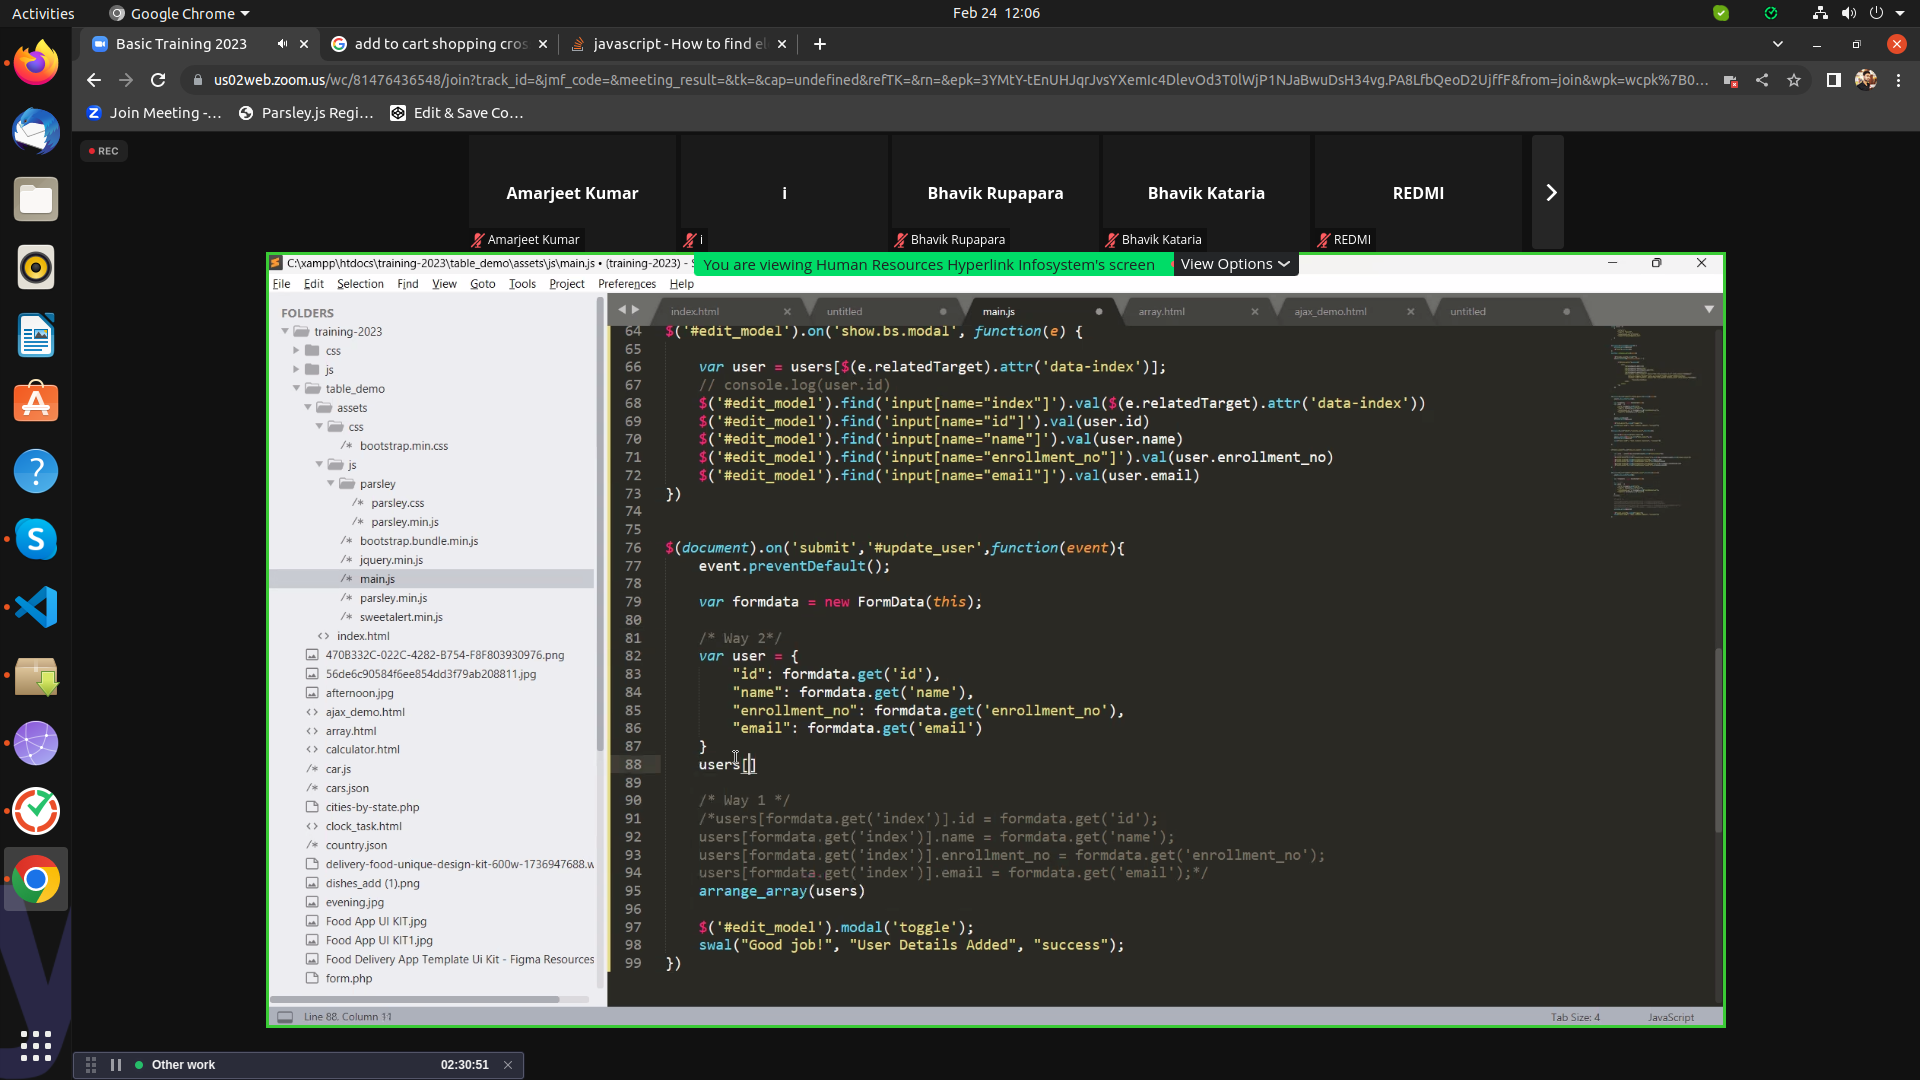 Activities
Google Chrome
Feb 24 12:06
Basic Training 2023
add to cart shopping cros
javascript - How to find el
us02web.zoom.us/wc/81476436548/join?track_id=&jmf_code=&meeting_result=&tk=&cap=undefined&refTK=&rn=&epk=3YMtY-tEnUHJqrJvsYXemIc4DlevOd3T0lWjP1NJaBwuDsH34vg.PA8LfbQeoD2UjffF&from=join&wpk=wcpk%7B0...
Join Meeting -...
Parsley.js Regi...
Edit & Save Co...
REC
Amarjeet Kumar
i
Bhavik Rupapara
Bhavik Kataria
REDMI
Amarjeet Kumar
i
Bhavik Rupapara
Bhavik Kataria
REDMI
C:\xampp\htdocs\training-2023\table_demo\assets\js\main.js • (training-2023) - S
You are viewing Human Resources Hyperlink Infosystem's screen
View Options
File Edit Selection Find View Goto Tools Project Preferences Help
FOLDERS
training-2023
css
js
table_demo
assets
css
/* bootstrap.min.css
js
parsley
/* parsley.css
/* parsley.min.js
/* bootstrap.bundle.min.js
/* jquery.min.js
/* main.js
/* parsley.min.js
/* sweetalert.min.js
<> index.html
470B332C-022C-4282-B754-F8F803930976.png
56de6c90584f6ee854dd3f79ab208811.jpg
afternoon.jpg
<> ajax_demo.html
<> array.html
<> calculator.html
/* car.js
/* cars.json
cities-by-state.php
<> clock_task.html
/* country.json
delivery-food-unique-design-kit-600w-1736947688.w
dishes_add (1).png
evening.jpg
Food App UI KIT.jpg
Food App UI KIT1.jpg
Food Delivery App Template Ui Kit - Figma Resources
form.php
index.html
untitled
main.js
array.html
ajax_demo.html
untitled
64 $('#edit_model').on('show.bs.modal', function(e) {
65
66 var user = users[$(e.relatedTarget).attr('data-index')];
67 // console.log(user.id)
68 $('#edit_model').find('input[name="index"]').val($(e.relatedTarget).attr('data-index'))
69 $('#edit_model').find('input[name="id"]').val(user.id)
70 $('#edit_model').find('input[name="name"]').val(user.name)
71 $('#edit_model').find('input[name="enrollment_no"]').val(user.enrollment_no)
72 $('#edit_model').find('input[name="email"]').val(user.email)
73 })
74
75
76 $(document).on('submit','#update_user',function(event){
77 event.preventDefault();
78
79 var formdata = new FormData(this);
80
81 /* Way 2*/
82 var user = {
83 "id": formdata.get('id'),
84 "name": formdata.get('name'),
85 "enrollment_no": formdata.get('enrollment_no'),
86 "email": formdata.get('email')
87 }
88 users[]
89
90 /* Way 1 */
91 /*users[formdata.get('index')].id = formdata.get('id');
92 users[formdata.get('index')].name = formdata.get('name');
93 users[formdata.get('index')].enrollment_no = formdata.get('enrollment_no');
94 users[formdata.get('index')].email = formdata.get('email');*/
95 arrange_array(users)
96
97 $('#edit_model').modal('toggle');
98 swal("Good job!", "User Details Added", "success");
99 })
Line 88, Column 11
Tab Size: 4
JavaScript
Other work
02:30:51